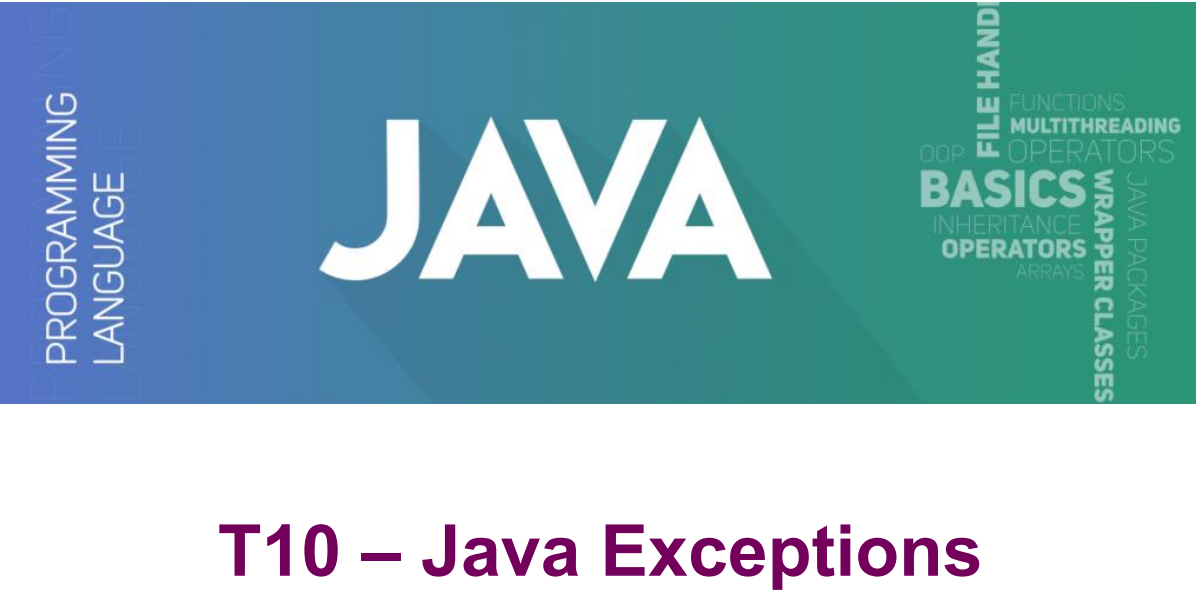 PROGRAMMING
LANGUAGE
JAVA
FILE HANDI
FUNCTIONS
MULTITHREADING
OOP
OPERATORS
BASICS
WRAPPER CLASSES
JAVA PACKAGES
INHERITANCE
OPERATORS
ARRAYS
T10 – Java Exceptions